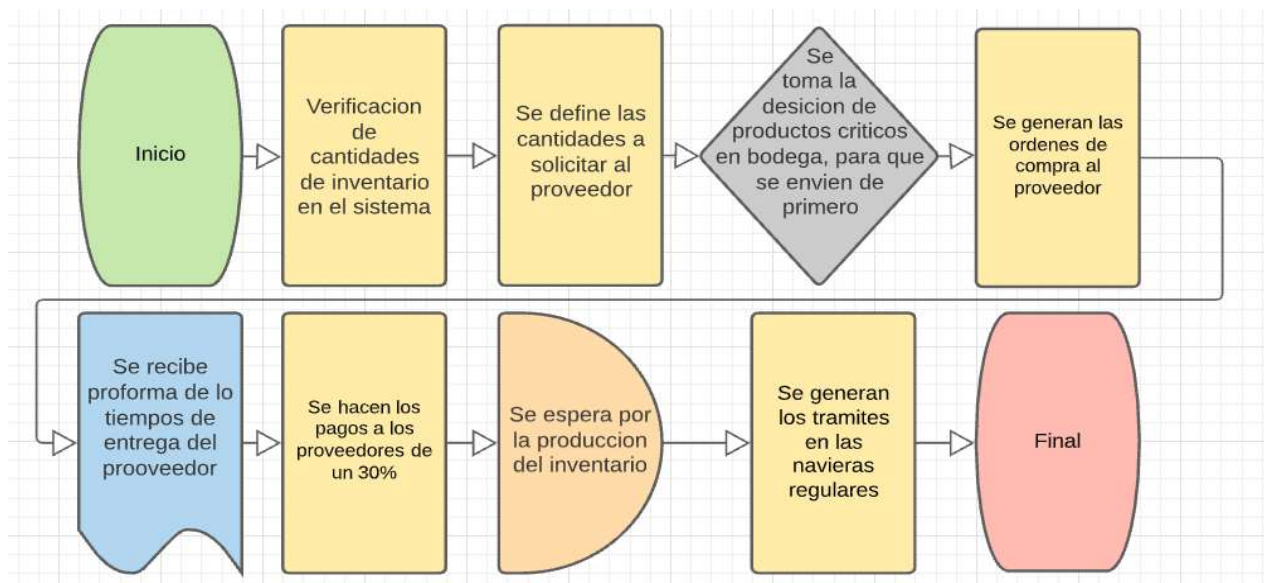 Inicio
Verificacion
de
cantidades
de inventario
en el sistema
Se define las
cantidades a
solicitar al
proveedor
Se
toma la
desicion de
productos criticos
en bodega, para que
se envien de
primero
Se generan las
ordenes de
compra al
proveedor
Se recibe
proforma de lo
tiempos de
entrega del
prooveedor
Se hacen los
pagos a los
proveedores de
un 30%
Se espera por
la produccion
del inventario
Se generan
los tramites
en las
navieras
regulares
Final